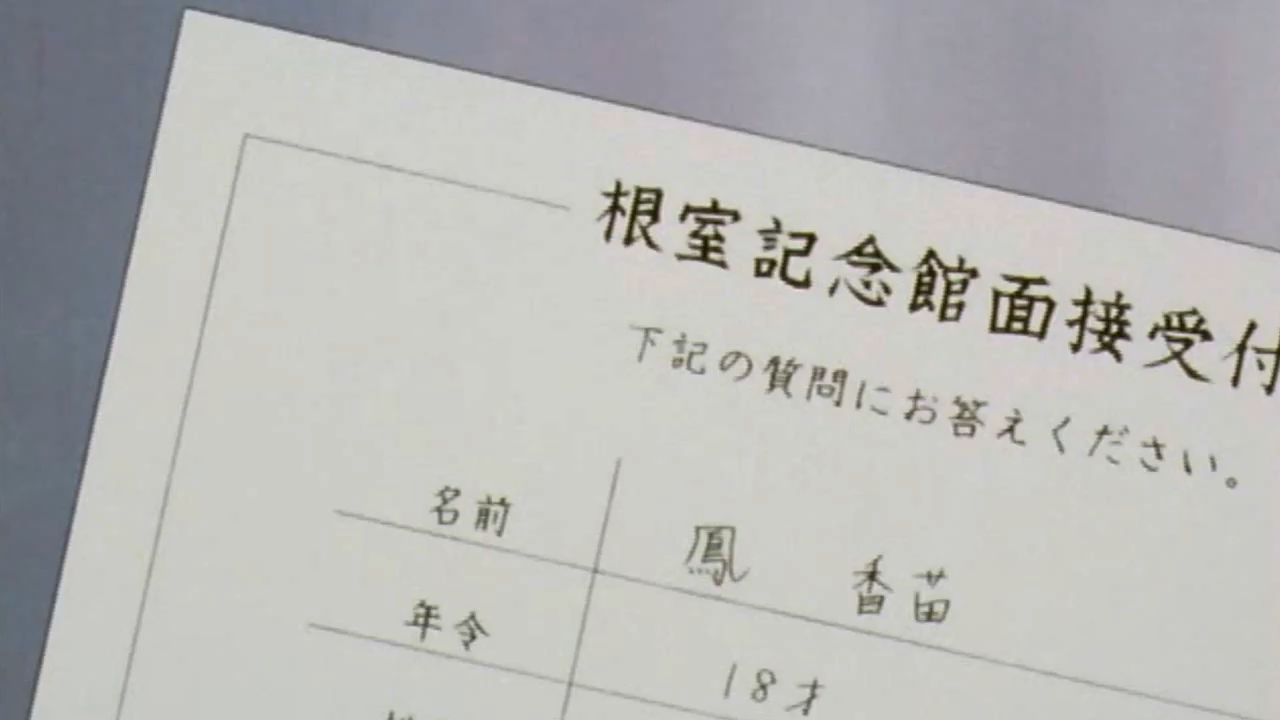 根室記念館面接受付
下記の質問にお答えください。
名前 鳳 香苗
年令 18才